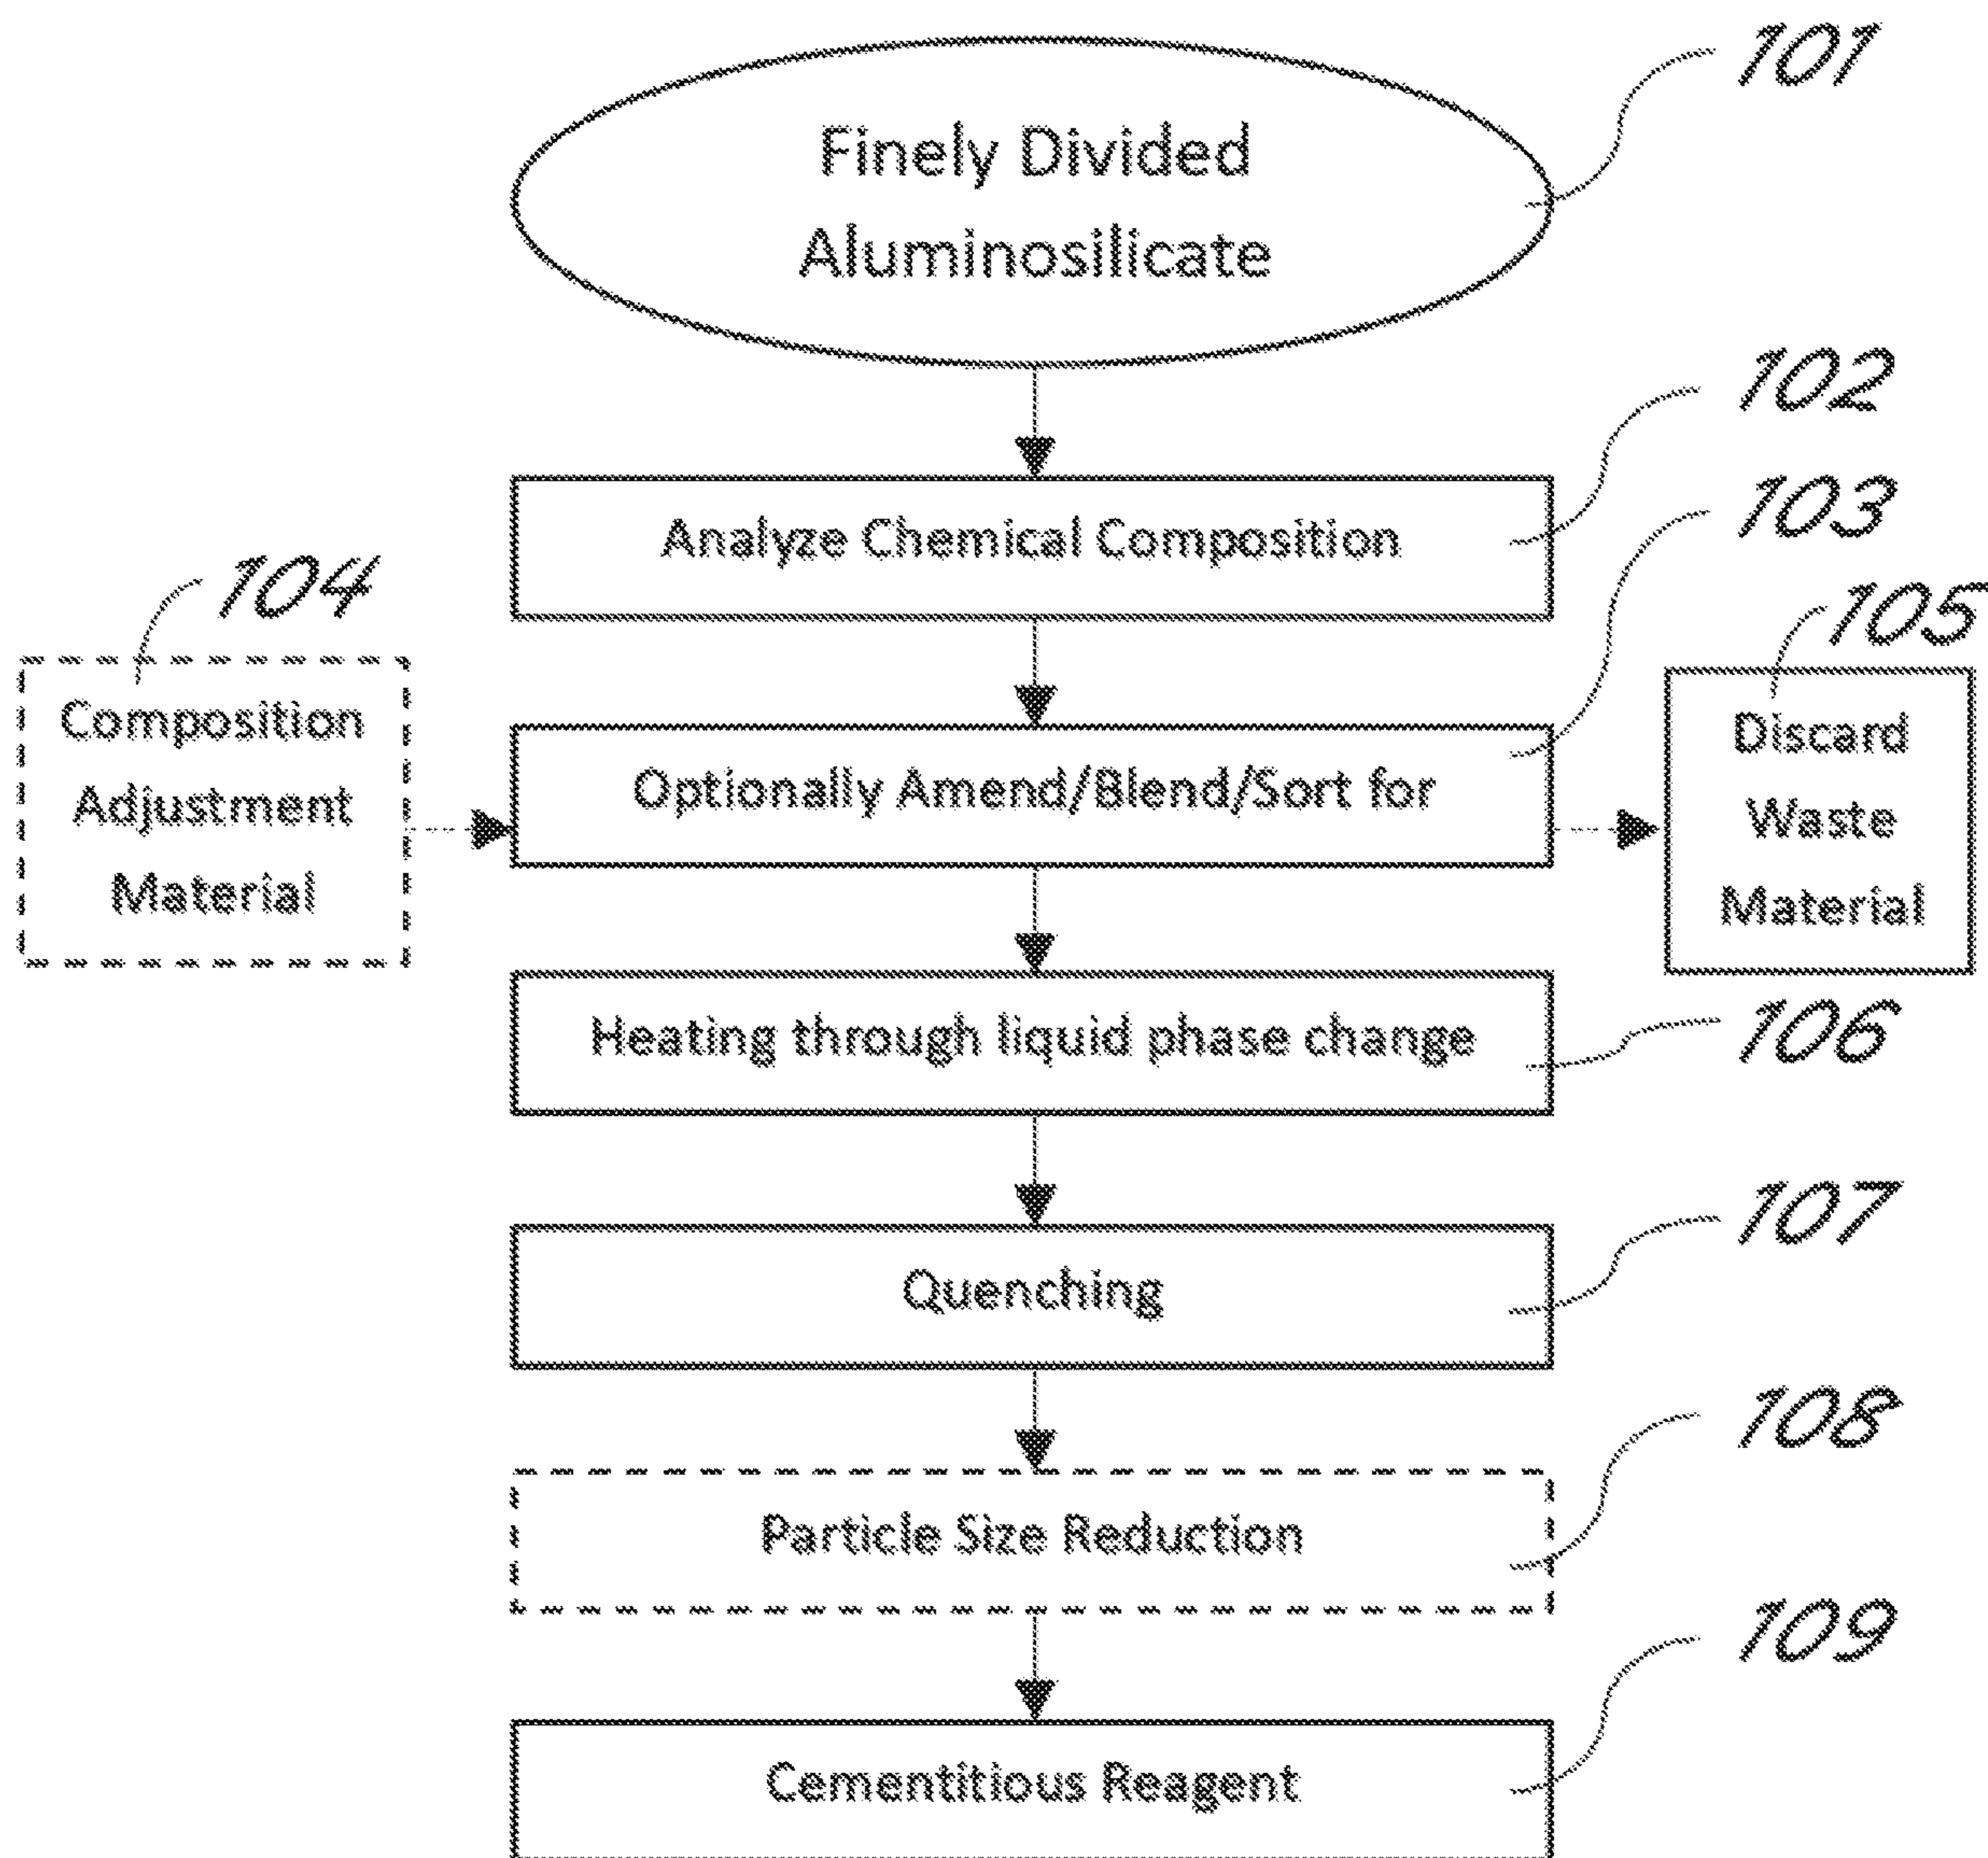 101
Finely Divided
Aluminosilicate
102
Analyze Chemical Composition
103
104
Composition
Adjustment
Material
Optionally Amend/Blend/Sort for
105
Discard
Waste
Material
Heating through liquid phase change
106
107
Quenching
108
Particle Size Reduction
109
Cementitious Reagent